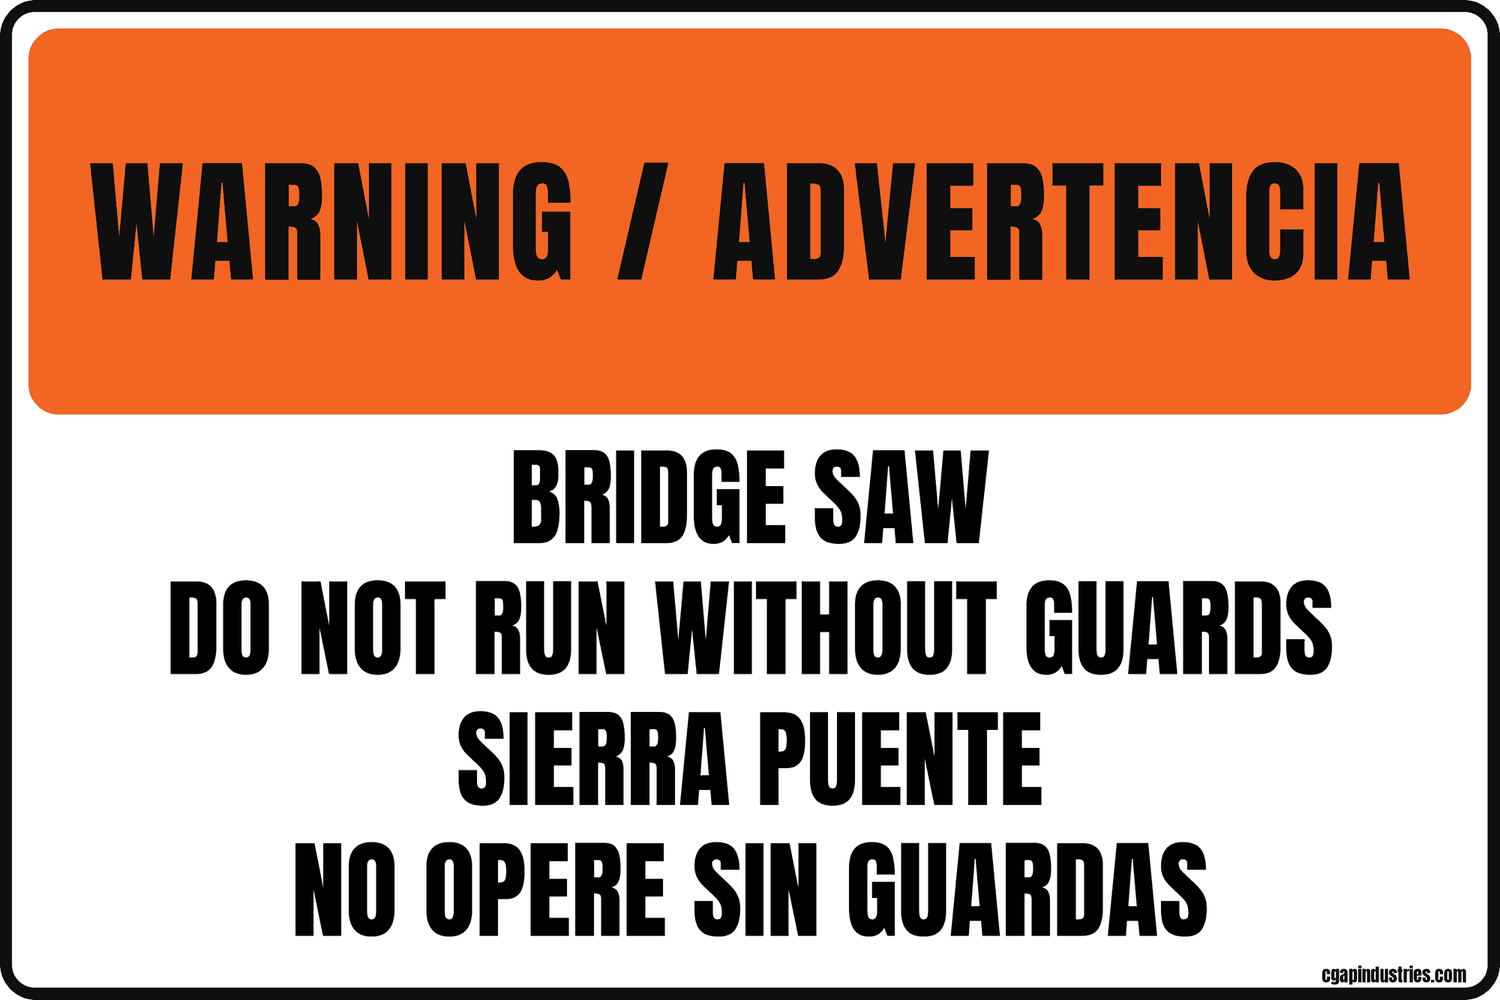 WARNING / ADVERTENCIA
BRIDGE SAW
DO NOT RUN WITHOUT GUARDS
SIERRA PUENTE
NO OPERE SIN GUARDAS
cgapindustries.com